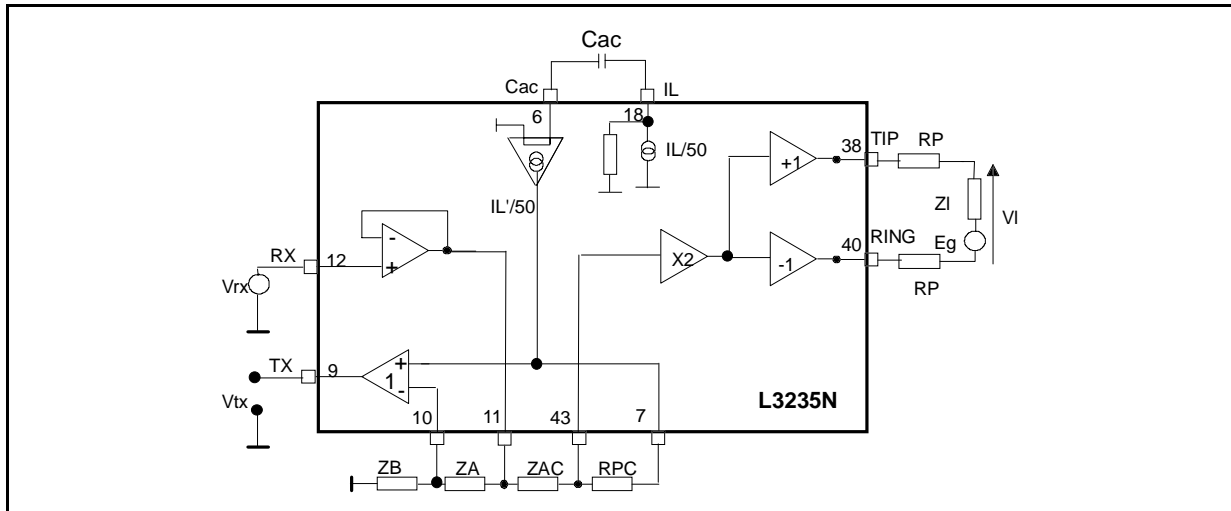 Cac
Cac
IL
6
18
IL/50
IL'/50
+1
38
TIP
RP
ZI
VI
Eg
RX
12
-
+
Vrx
X2
-1
40
RING
RP
TX
9
1
+
-
Vtx
10
11
43
7
L3235N
ZB
ZA
ZAC
RPC